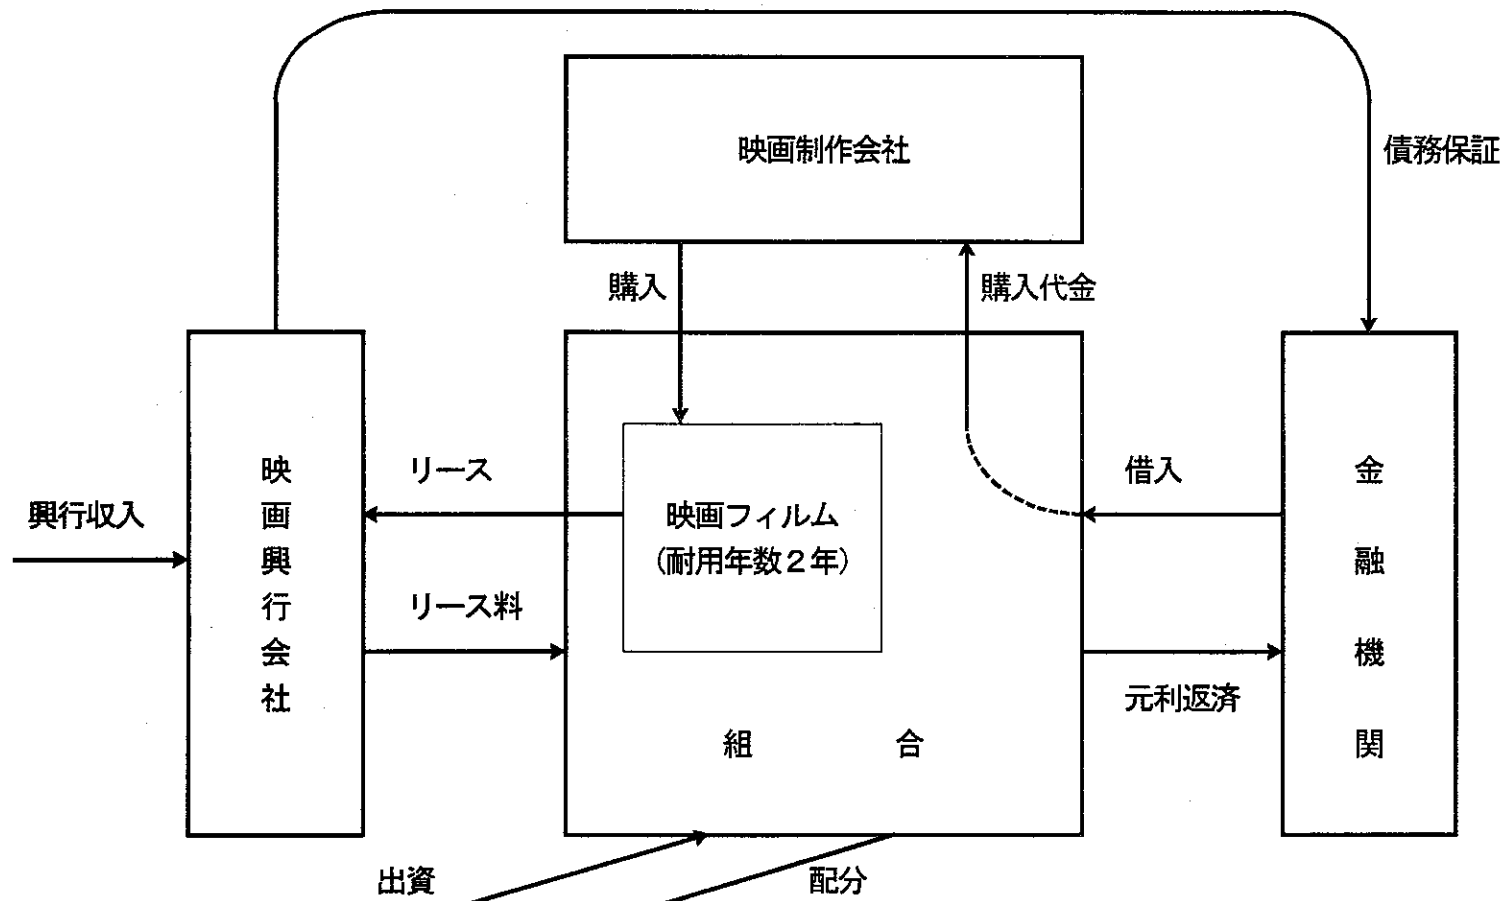 映画制作会社
債務保証
購入
購入代金
興行収入
映画興行会社
リース
リース料
映画フィルム
(耐用年数2年)
組合
借入
元利返済
金融機関
出資
配分